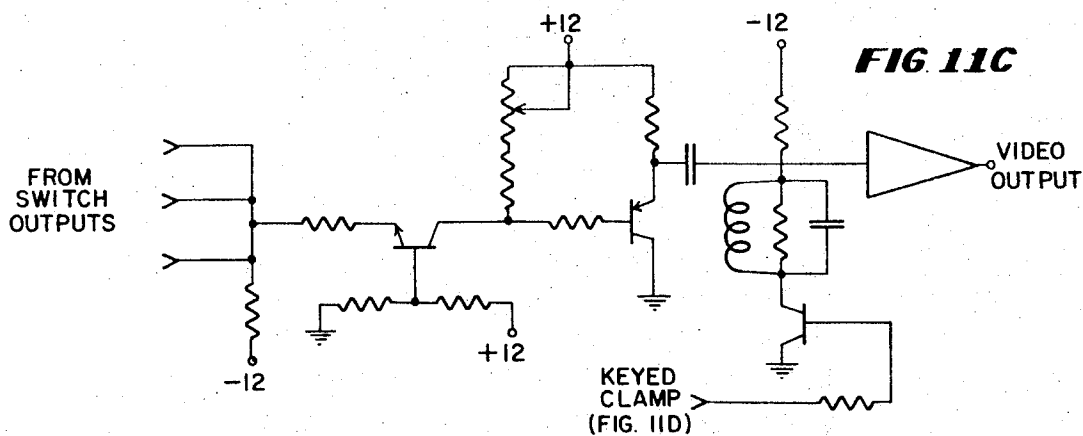 +12
-12
FIG. 11C
FROM
SWITCH
OUTPUTS
VIDEO
OUTPUT
-12
+12
KEYED
CLAMP
(FIG. 11D)